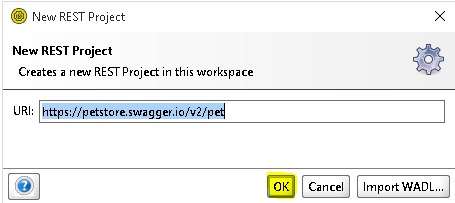 New REST Project
New REST Project
Creates a new REST Project in this workspace
URI: https://petstore.swagger.io/v2/pet
? OK Cancel Import WADL...